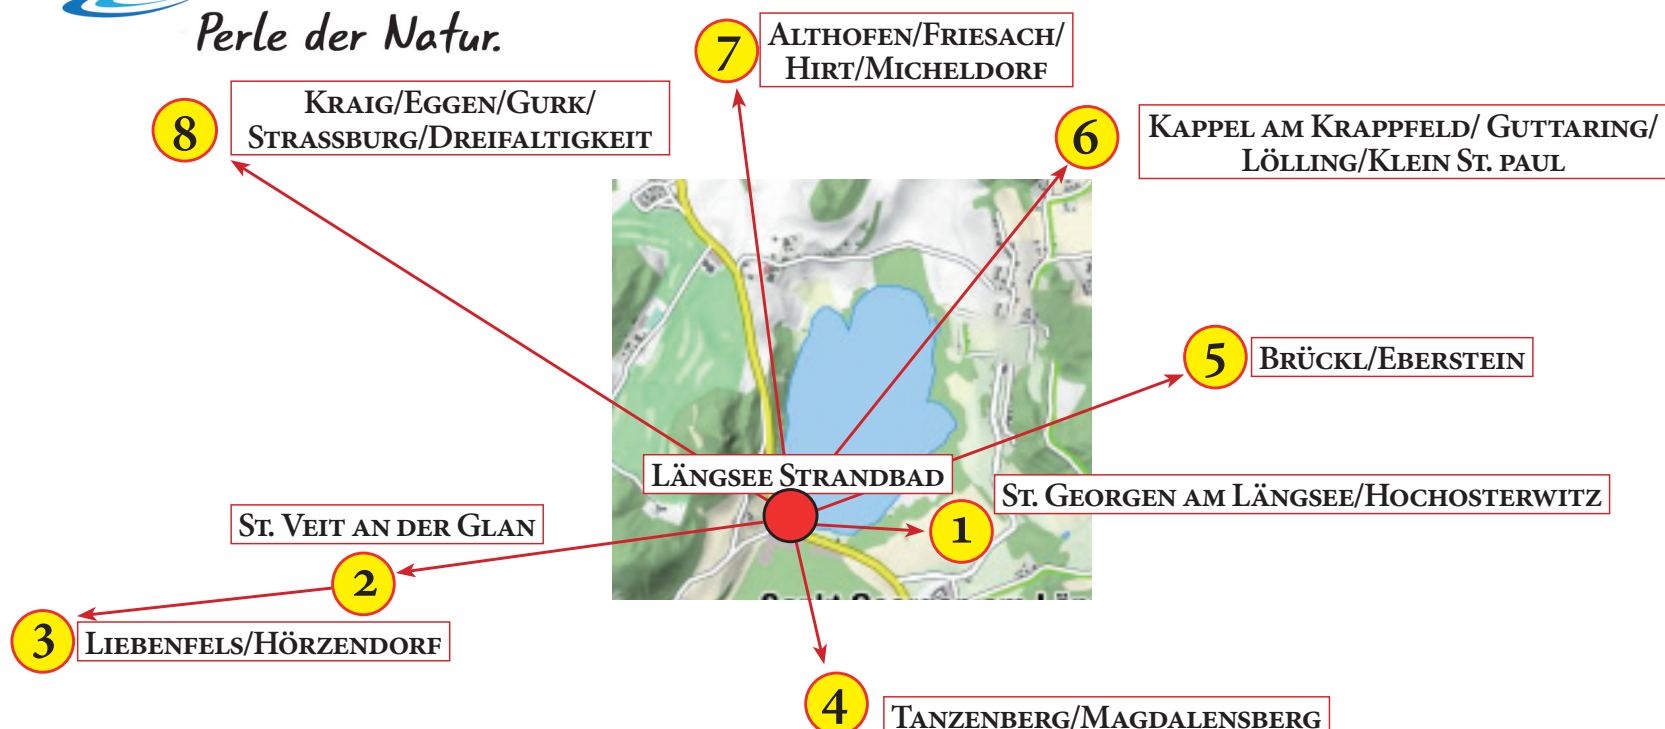 Perle der Natur.
7
Althofen/Friesach/
Hirt/Micheldorf
8
Kraig/Eggen/Gurk/
Strassburg/Dreifaltigkeit
6
Kappel am Krappfeld/ Guttaring/
Lölling/Klein St. paul
5
Brückl/Eberstein
Längsee Strandbad
St. Georgen am Längsee/Hochosterwitz
1
St. Veit an der Glan
2
3
Liebenfels/Hörzendorf
4
Tanzenberg/Magdalensberg